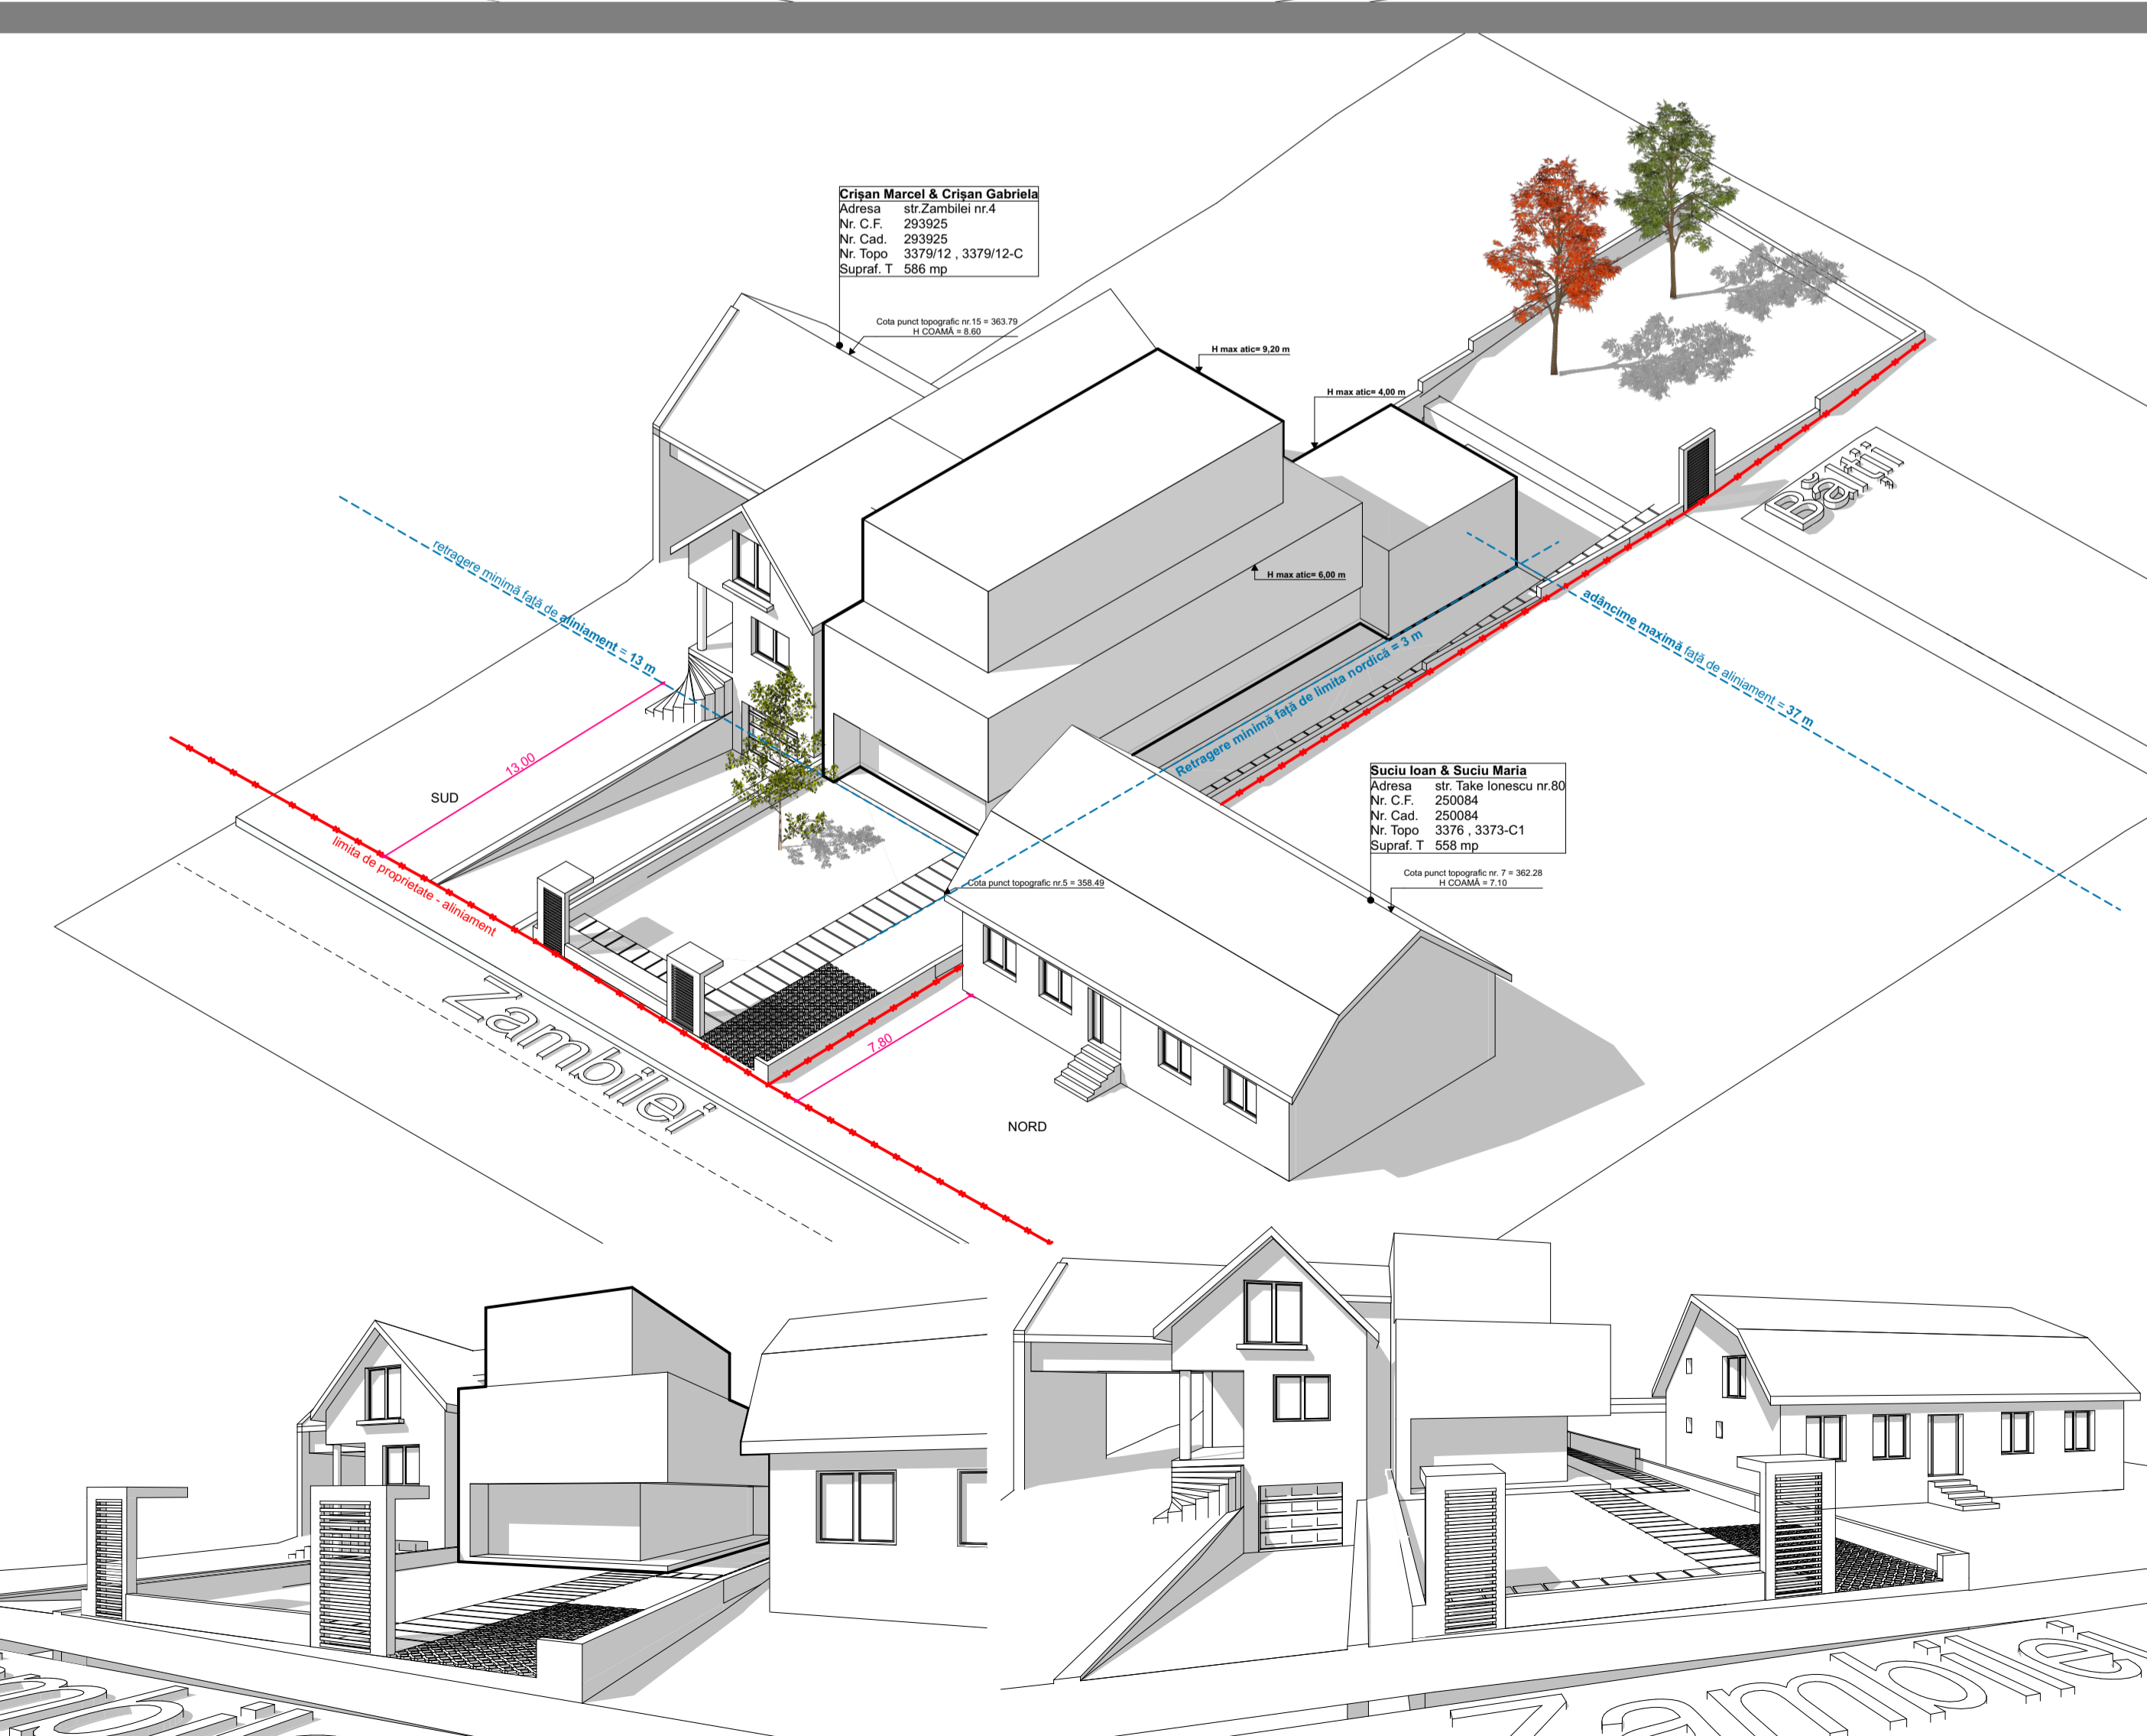 Crişan Marcel & Crişan Gabriela
Adresa str.Zambilei nr.4
Nr. C.F. 293925
Nr. Cad. 293925
Nr. Topo 3379/12 , 3379/12-C
Supraf. T 586 mp
Cota punct topografic nr.15 = 363.79
H COAMĂ = 8.60
H max atic= 9,20 m
H max atic= 4,00 m
Bălţii
retragere minimă faţă de aliniament = 13 m
H max atic= 6,00 m
adâncime maximă faţă de aliniament = 37 m
Retragere minimă faţă de limita nordică = 3 m
13,00
SUD
limita de proprietate - aliniament
Suciu Ioan & Suciu Maria
Adresa str. Take Ionescu nr.80
Nr. C.F. 250084
Nr. Cad. 250084
Nr. Topo 3376 , 3373-C1
Supraf. T 558 mp
Cota punct topografic nr. 7 = 362.28
H COAMĂ = 7.10
Cota punct topografic nr.5 = 358.49
Zambilei
7.80
NORD
Zambilei